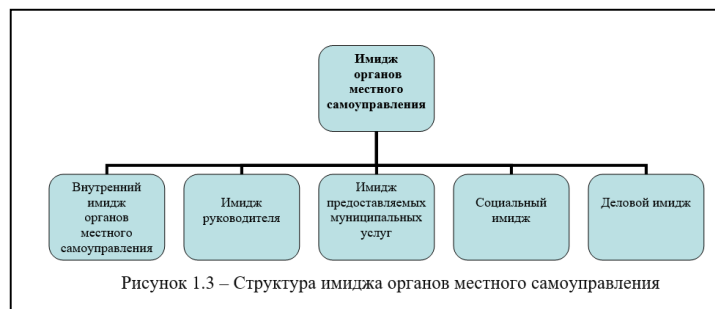 Имидж
органов
местного
самоуправления
Внутренний
имидж
органов
местного
самоуправления
Имидж
руководителя
Имидж
предоставляемых
муниципальных
услуг
Социальный
имидж
Деловой имидж
Рисунок 1.3 – Структура имиджа органов местного самоуправления